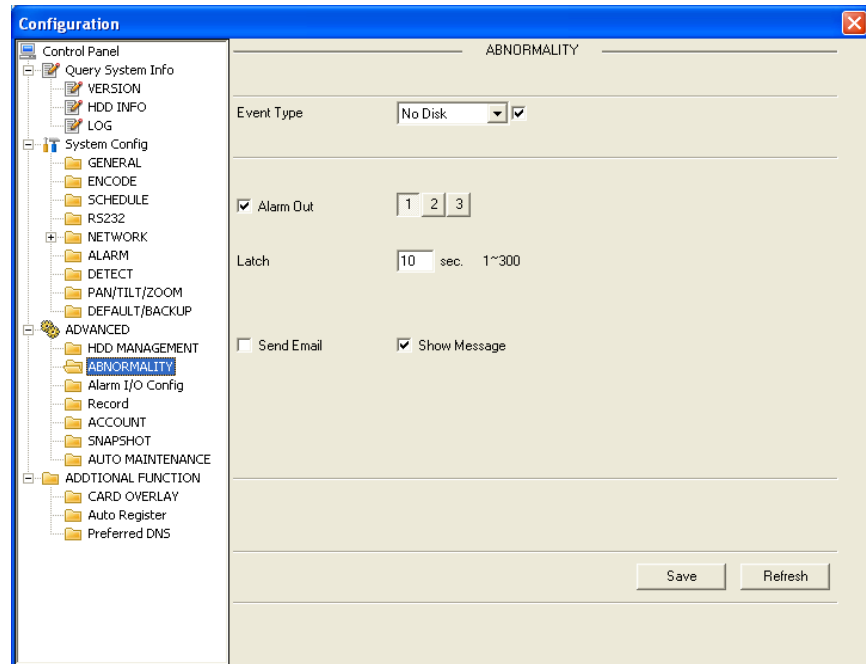 Configuration
Control Panel
Query System Info
VERSION
HDD INFO
LOG
System Config
GENERAL
ENCODE
SCHEDULE
RS232
NETWORK
ALARM
DETECT
PAN/TILT/ZOOM
DEFAULT/BACKUP
ADVANCED
HDD MANAGEMENT
ABNORMALITY
Alarm I/O Config
Record
ACCOUNT
SNAPSHOT
AUTO MAINTENANCE
ADDTIONAL FUNCTION
CARD OVERLAY
Auto Register
Preferred DNS
ABNORMALITY
Event Type No Disk
Alarm Out 1 2 3
Latch 10 sec. 1~300
Send Email Show Message
Save Refresh